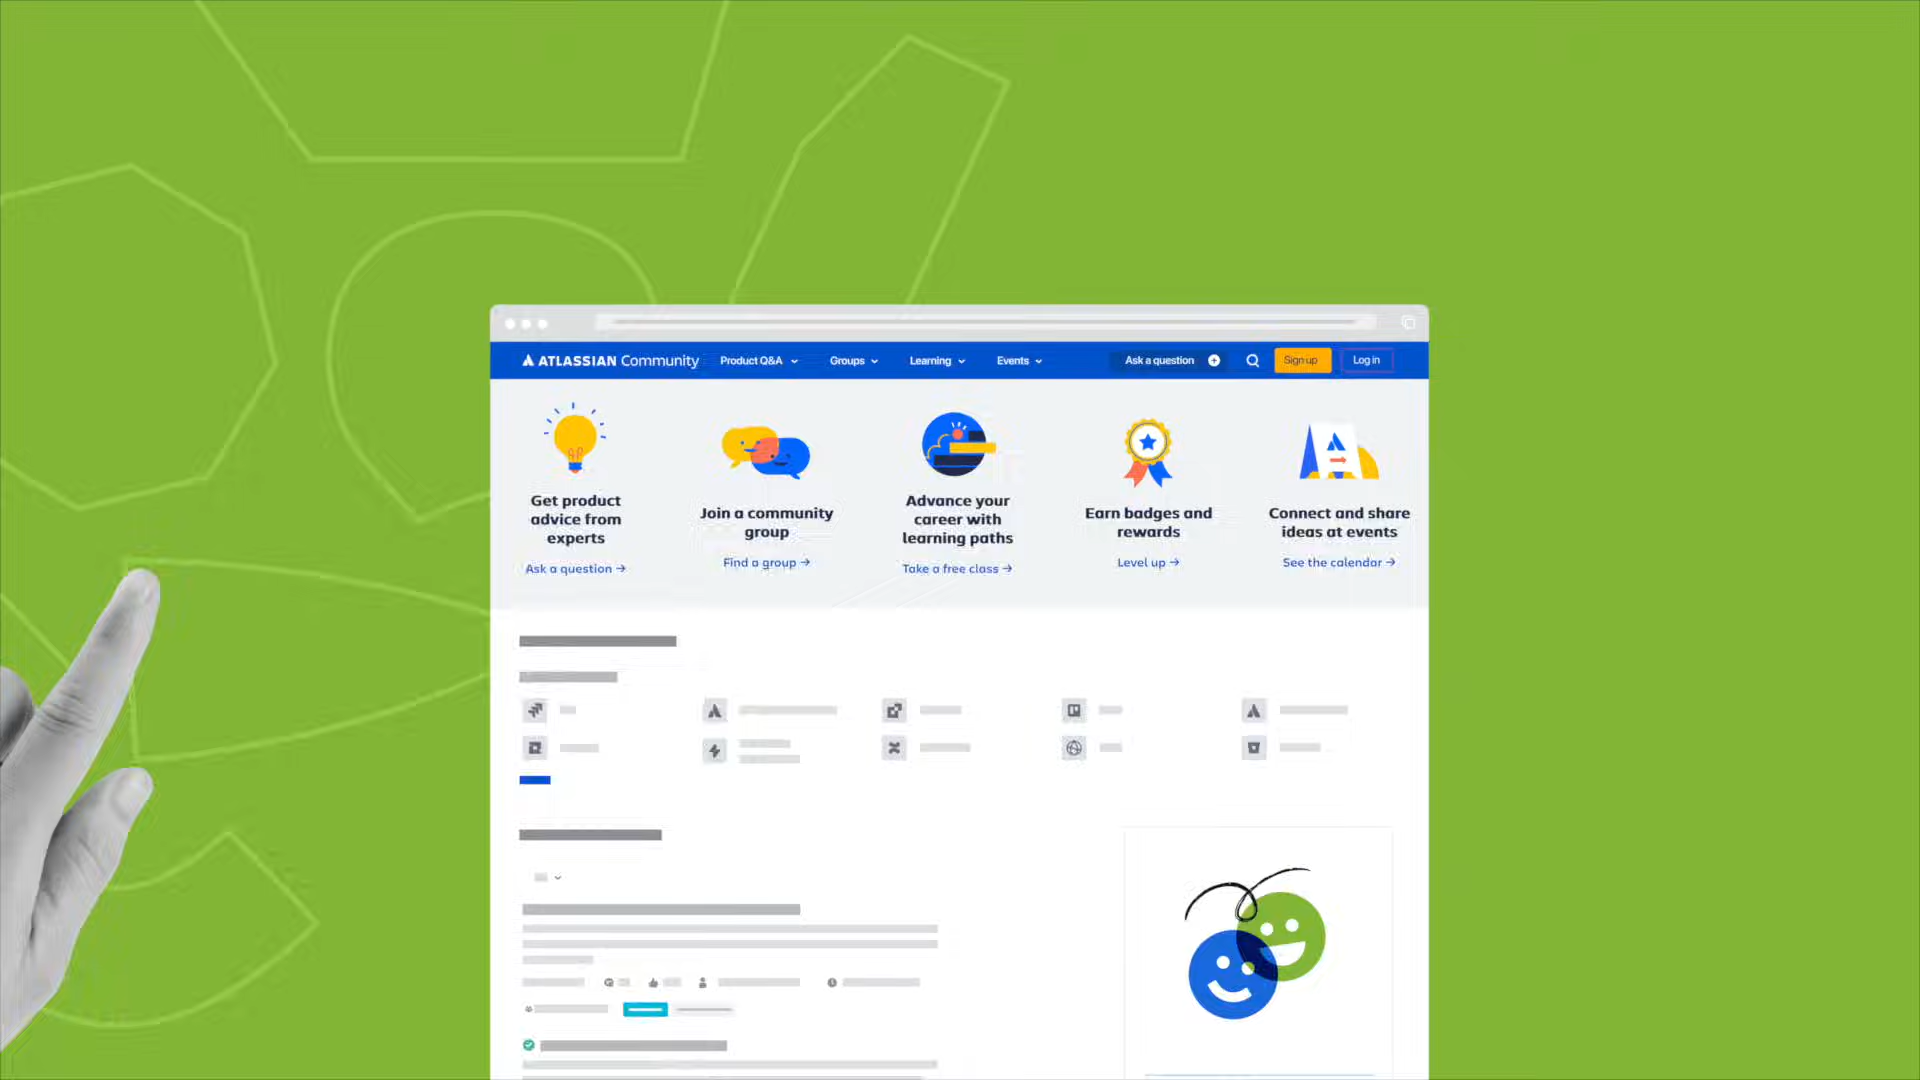 ATLASSIAN Community Product Q&A Groups Learning Events Ask a question Sign up Log in
Get product
advice from
experts
Ask a question →
Join a community
group
Find a group →
Advance your
career with
learning paths
Take a free class →
Earn badges and
rewards
Level up →
Connect and share
ideas at events
See the calendar →